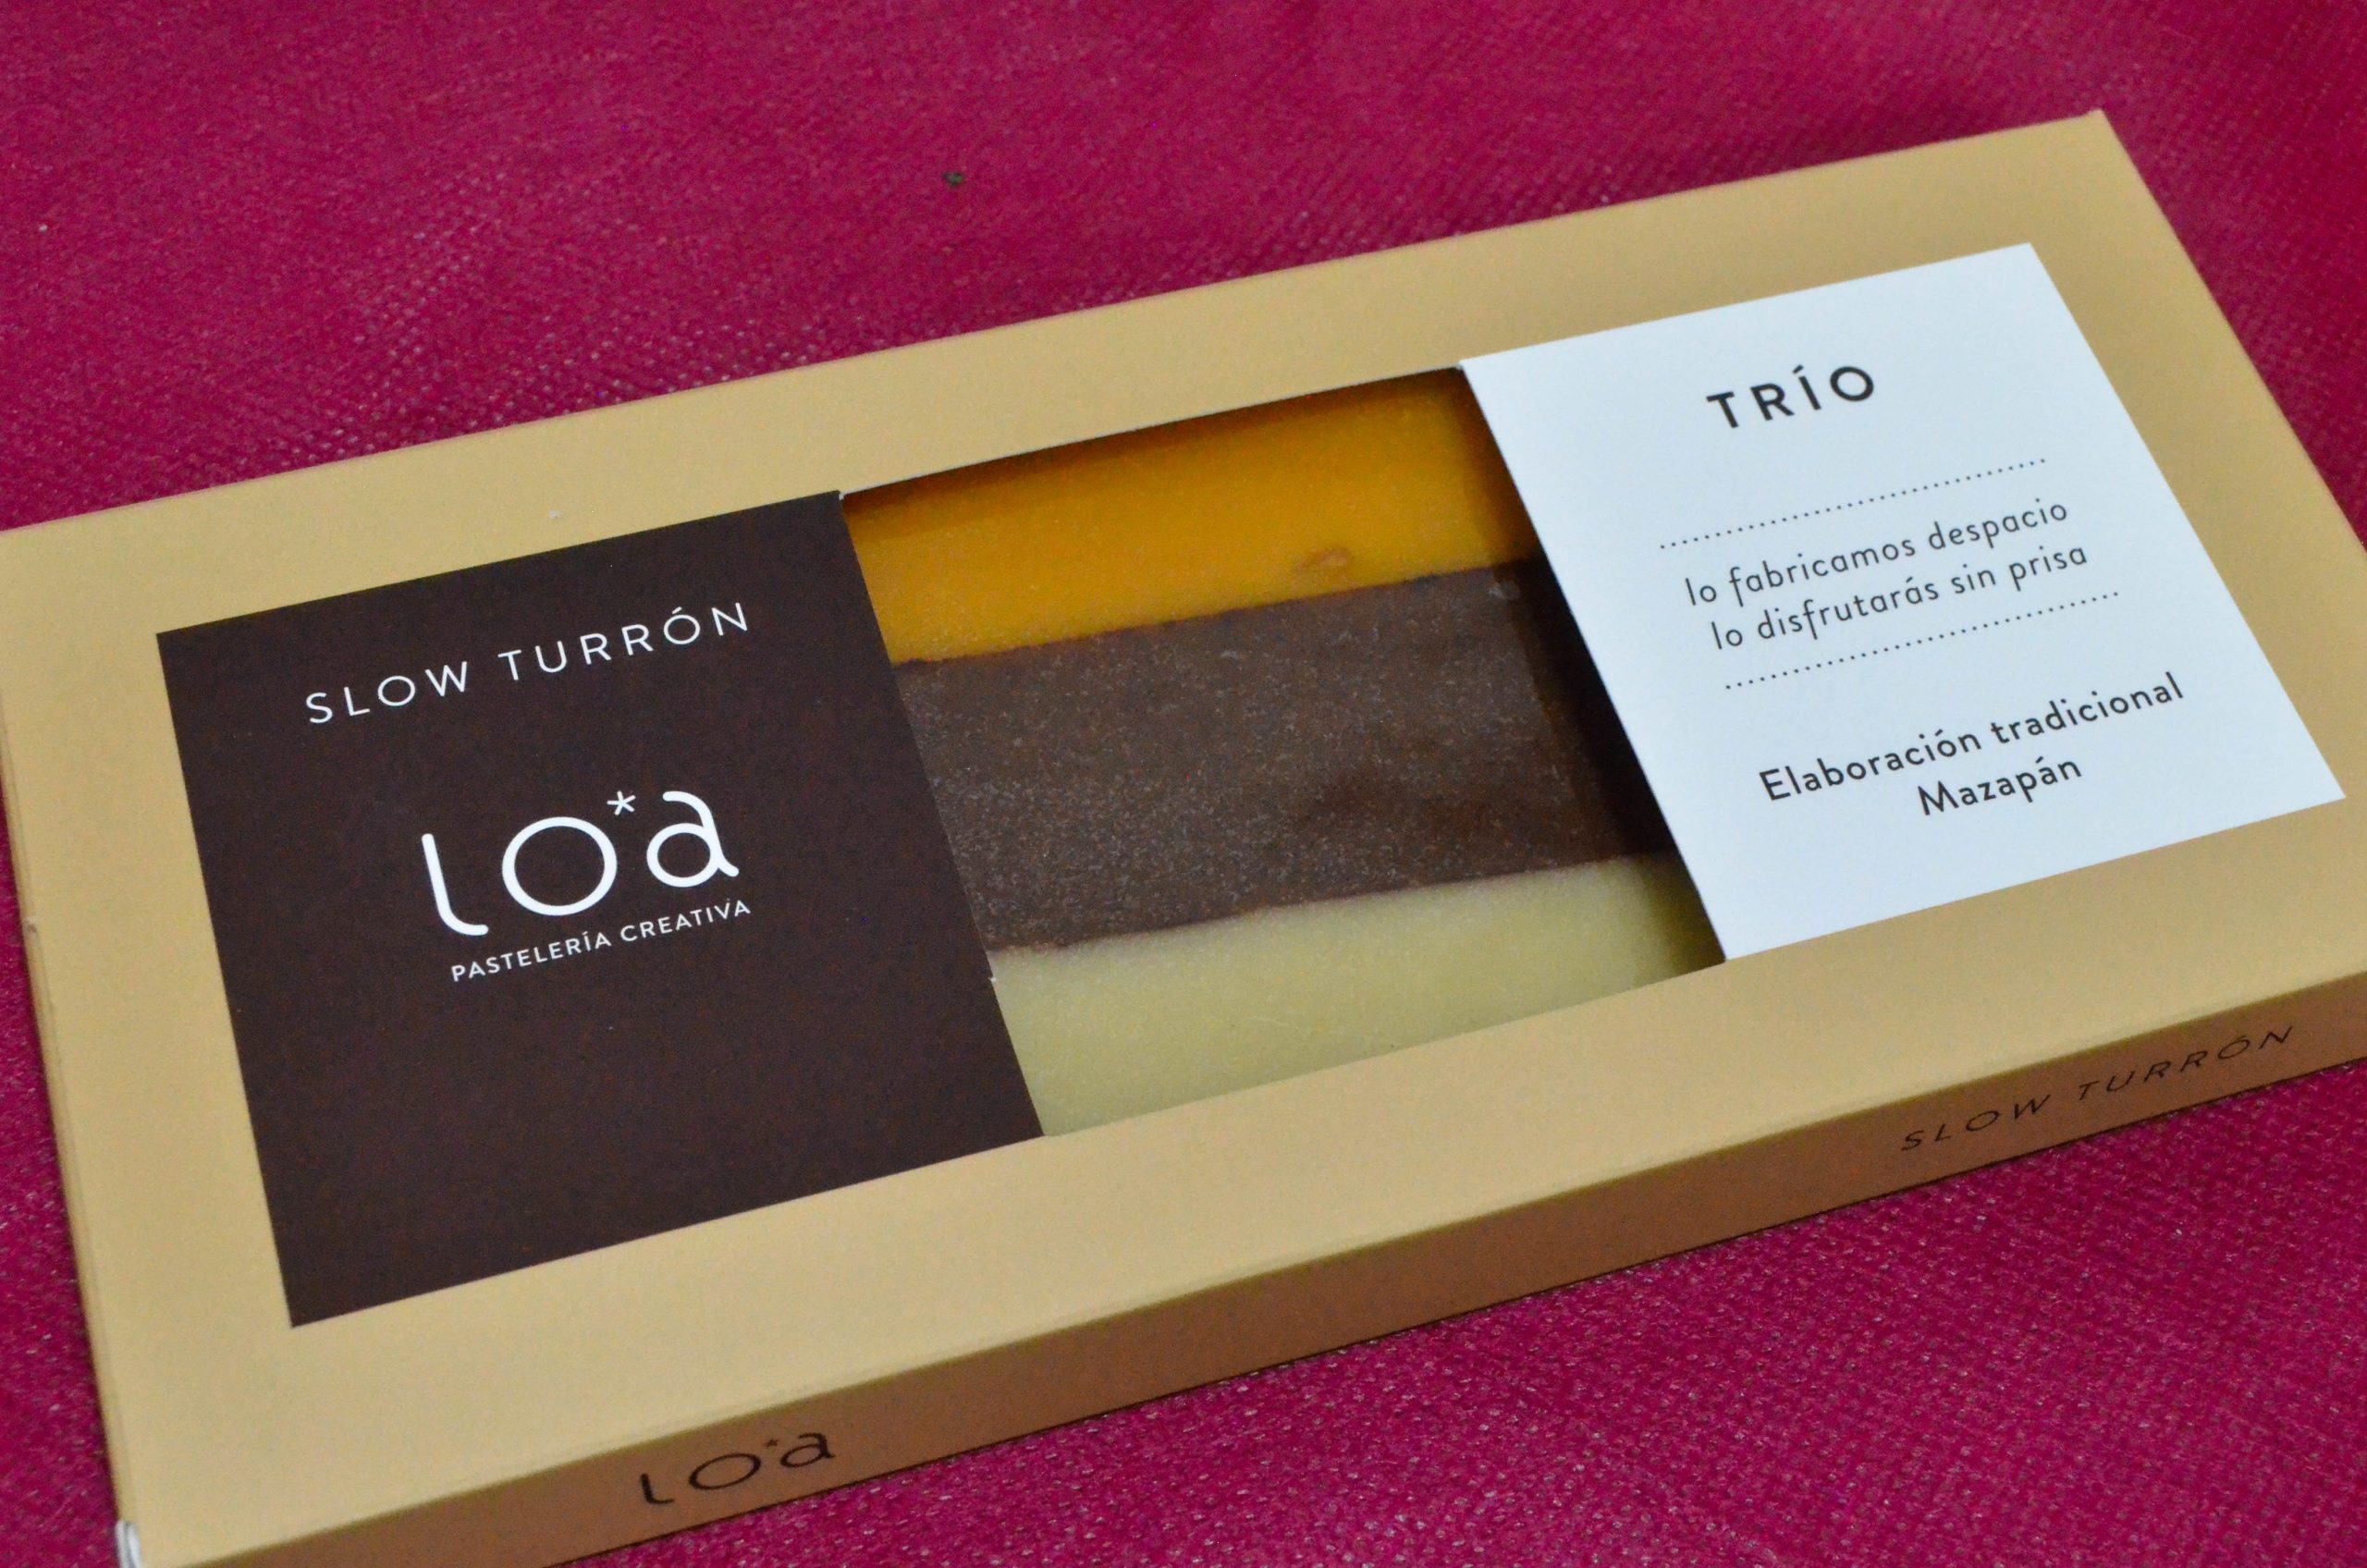 SLOW TURRÓN
lo*a
PASTELERÍA CREATIVA
TRÍO
lo fabricamos despacio
lo disfrutarás sin prisa
Elaboración tradicional
Mazapán
lo*a
SLOW TURRÓN